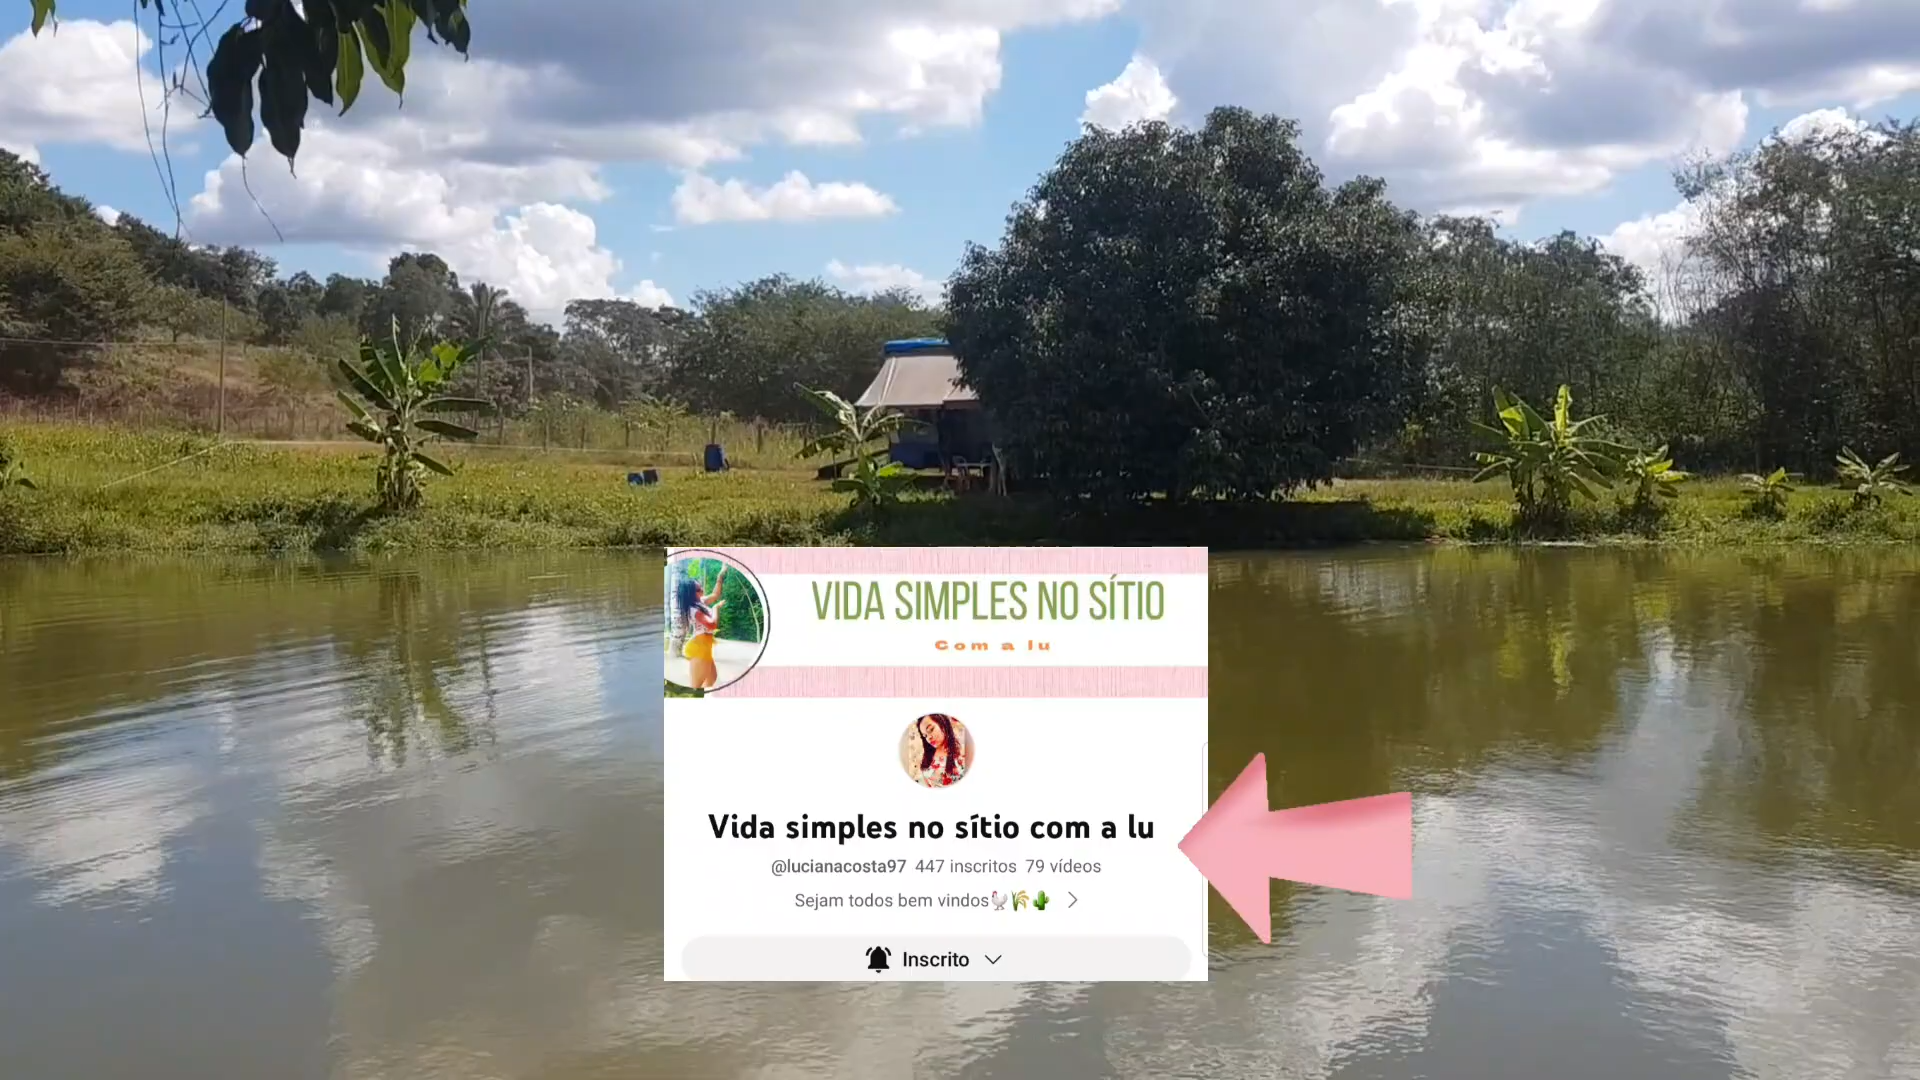 VIDA SIMPLES NO SÍTIO
Com a lu
Vida simples no sítio com a lu
@lucianacosta97 447 inscritos 79 vídeos
Sejam todos bem vindos🐓🌾🌵
Inscrito